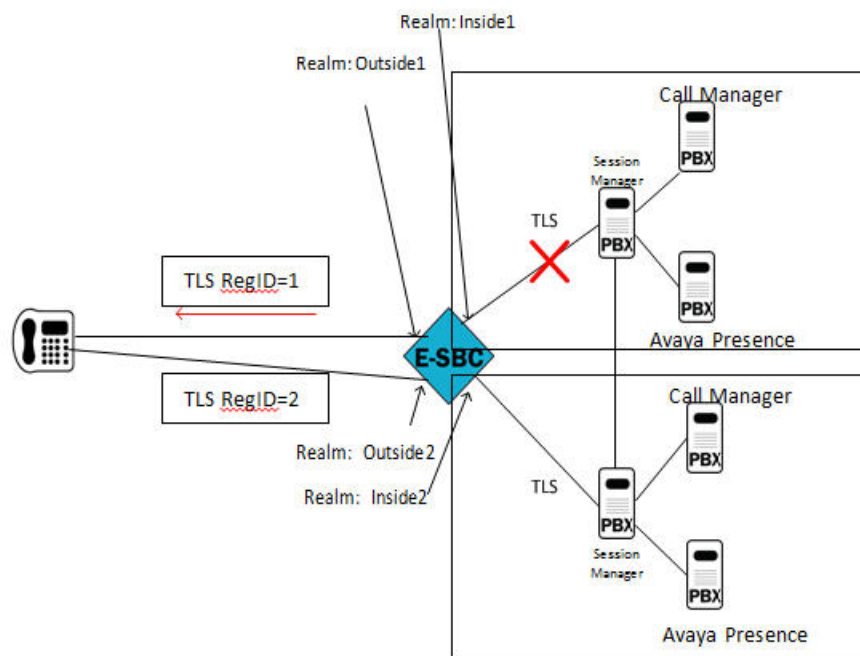 Realm: Inside1
Realm: Outside1
Call Manager
PBX
Session
Manager
TLS
PBX
TLS RegID=1
PBX
E-SBC
Avaya Presence
TLS RegID=2
Call Manager
PBX
Realm: Outside2
Realm: Inside2
TLS
PBX
Session
Manager
PBX
Avaya Presence